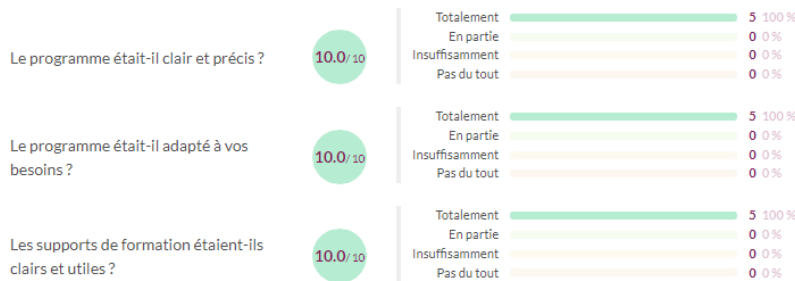 Le programme était-il clair et précis ?
10.0/ 10
Totalement 5 100 %
En partie 0 0 %
Insuffisamment 0 0 %
Pas du tout 0 0 %
Le programme était-il adapté à vos
besoins ?
10.0/ 10
Totalement 5 100 %
En partie 0 0 %
Insuffisamment 0 0 %
Pas du tout 0 0 %
Les supports de formation étaient-ils
clairs et utiles ?
10.0/ 10
Totalement 5 100 %
En partie 0 0 %
Insuffisamment 0 0 %
Pas du tout 0 0 %